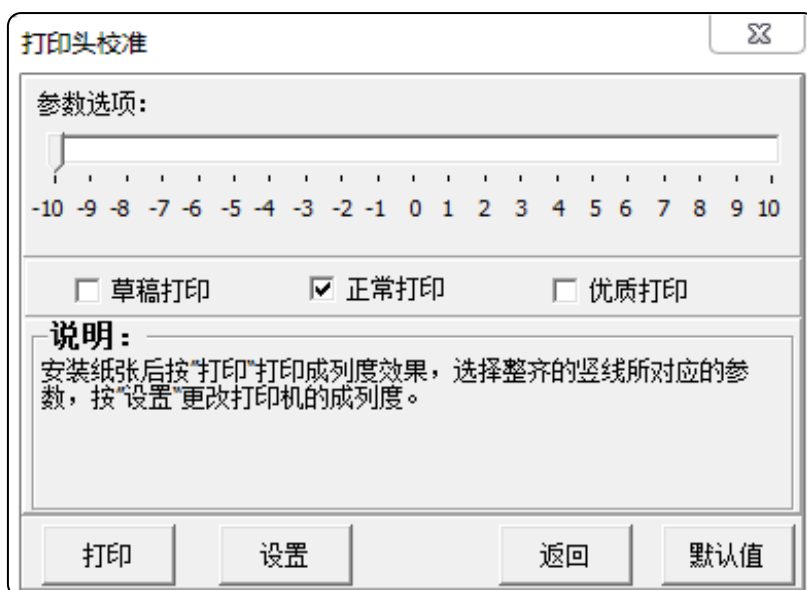 打印头校准
参数选项：
-10 -9 -8 -7 -6 -5 -4 -3 -2 -1 0 1 2 3 4 5 6 7 8 9 10
草稿打印 正常打印 优质打印
说明：
安装纸张后按"打印"打印成列度效果，选择整齐的竖线所对应的参
数，按"设置"更改打印机的成列度。
打印 设置 返回 默认值